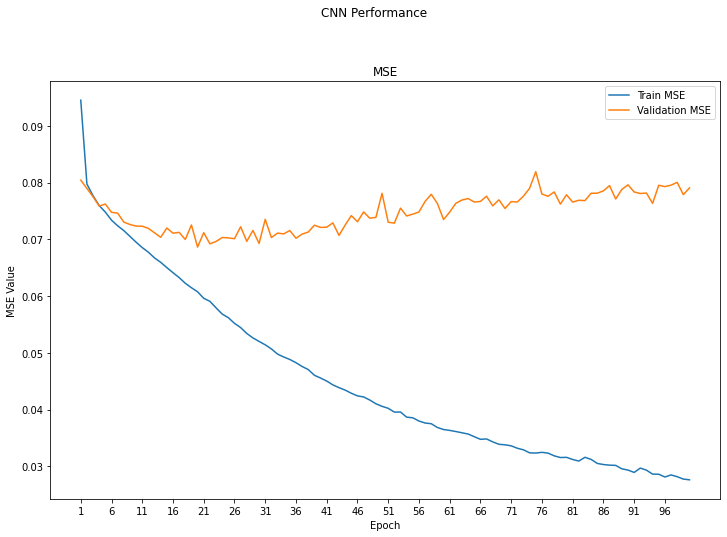 CNN Performance
MSE
Train MSE
Validation MSE
0.09
0.08
0.07
0.06
0.05
0.04
0.03
MSE Value
1 6 11 16 21 26 31 36 41 46 51 56 61 66 71 76 81 86 91 96
Epoch